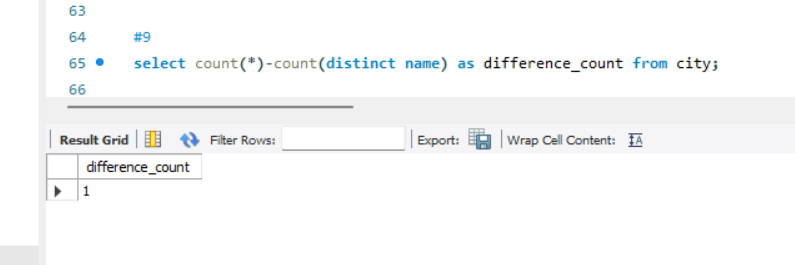 63
64 #9
65 select count(*)-count(distinct name) as difference_count from city;
66
Result Grid Filter Rows: Export: Wrap Cell Content: IA
difference_count
1